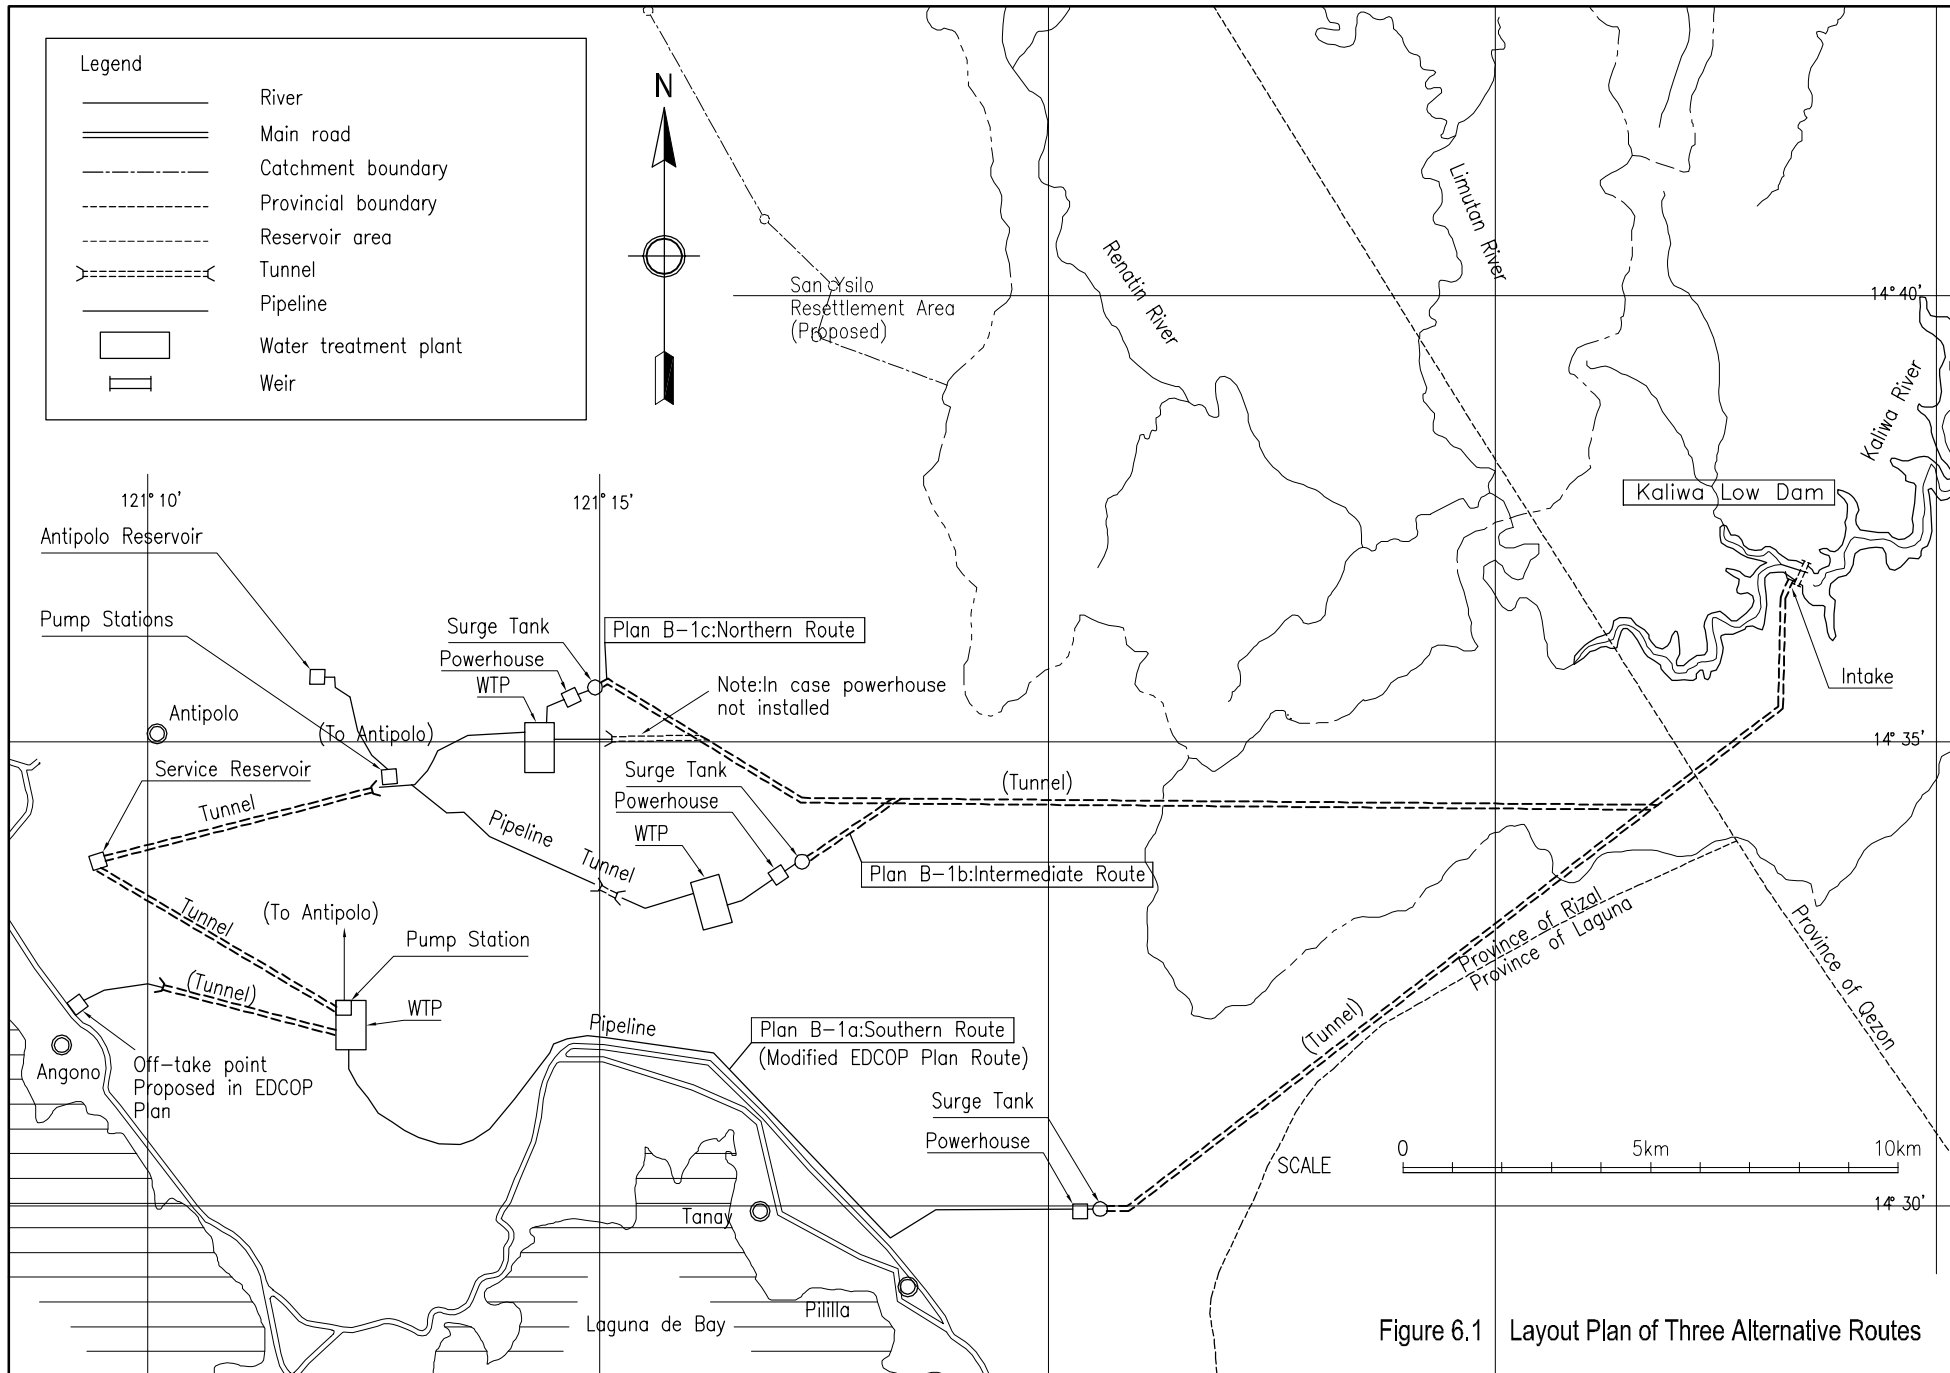 Legend
River
Main road
Catchment boundary
Provincial boundary
Reservoir area
Tunnel
Pipeline
Water treatment plant
Weir
N
San Ysilo
Resettlement Area
(Proposed)
Renatin River
Limutan River
Kaliwa River
14° 40'
Kaliwa Low Dam
121° 10'
121° 15'
Antipolo Reservoir
Pump Stations
Surge Tank
Powerhouse
WTP
Plan B-1c:Northern Route
Note:In case powerhouse
not installed
Intake
Antipolo
(To Antipolo)
14° 35'
Service Reservoir
Tunnel
Pipeline
Tunnel
Surge Tank
Powerhouse
WTP
(Tunnel)
Plan B-1b:Intermediate Route
Tunnel
(To Antipolo)
Pump Station
(Tunnel)
WTP
Province of Rizal
Province of Laguna
Province of Qezon
Pipeline
Plan B-1a:Southern Route
(Modified EDCOP Plan Route)
(Tunnel)
Angono
Off-take point
Proposed in EDCOP
Plan
Surge Tank
Powerhouse
SCALE
0
5km
10km
14° 30'
Tanay
Pililla
Laguna de Bay
Figure 6.1 Layout Plan of Three Alternative Routes